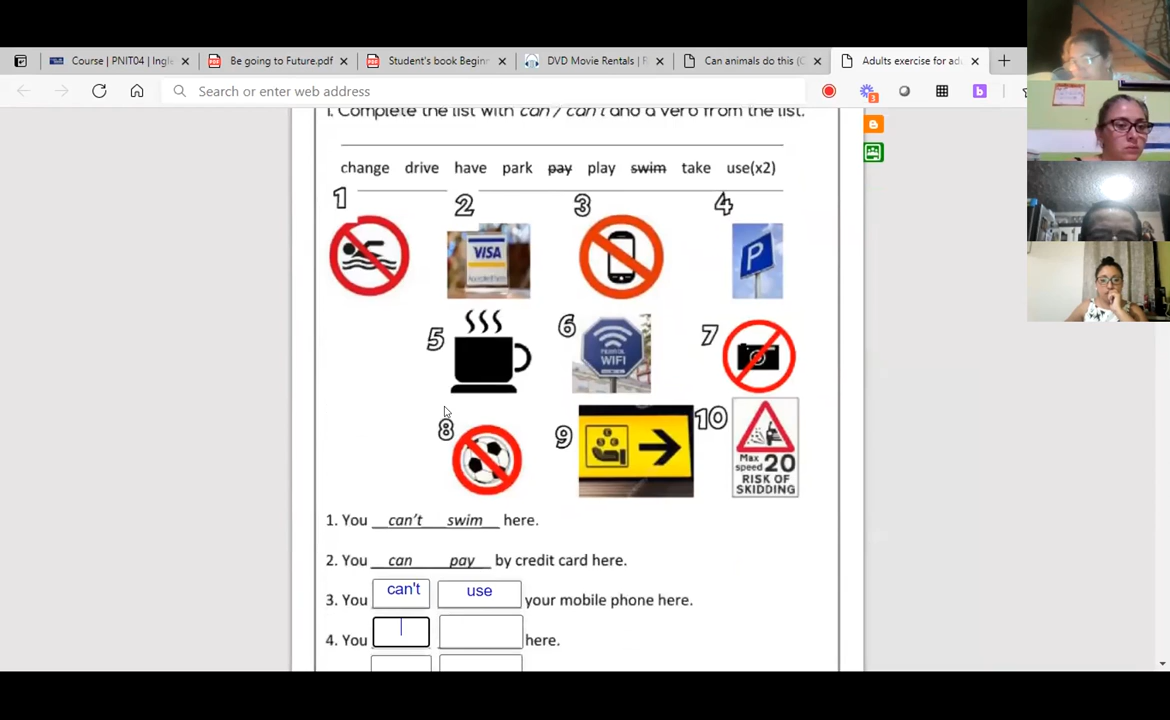 Course | PNIT04 | Ingl
Be going to Future.pdf
Student's book Beginn
DVD Movie Rentals | R
Can animals do this (C
Adults exercise for adu
Search or enter web address
3
b
1. Complete the list with can / can't and a verb from the list.
change drive have park pay play swim take use(x2)
1
2
3
4
VISA
P
5
6
7
WIFI
8
9
10
Max
speed 20
RISK OF
SKIDDING
1. You can't swim here.
2. You can pay by credit card here.
3. You can't use your mobile phone here.
4. You here.